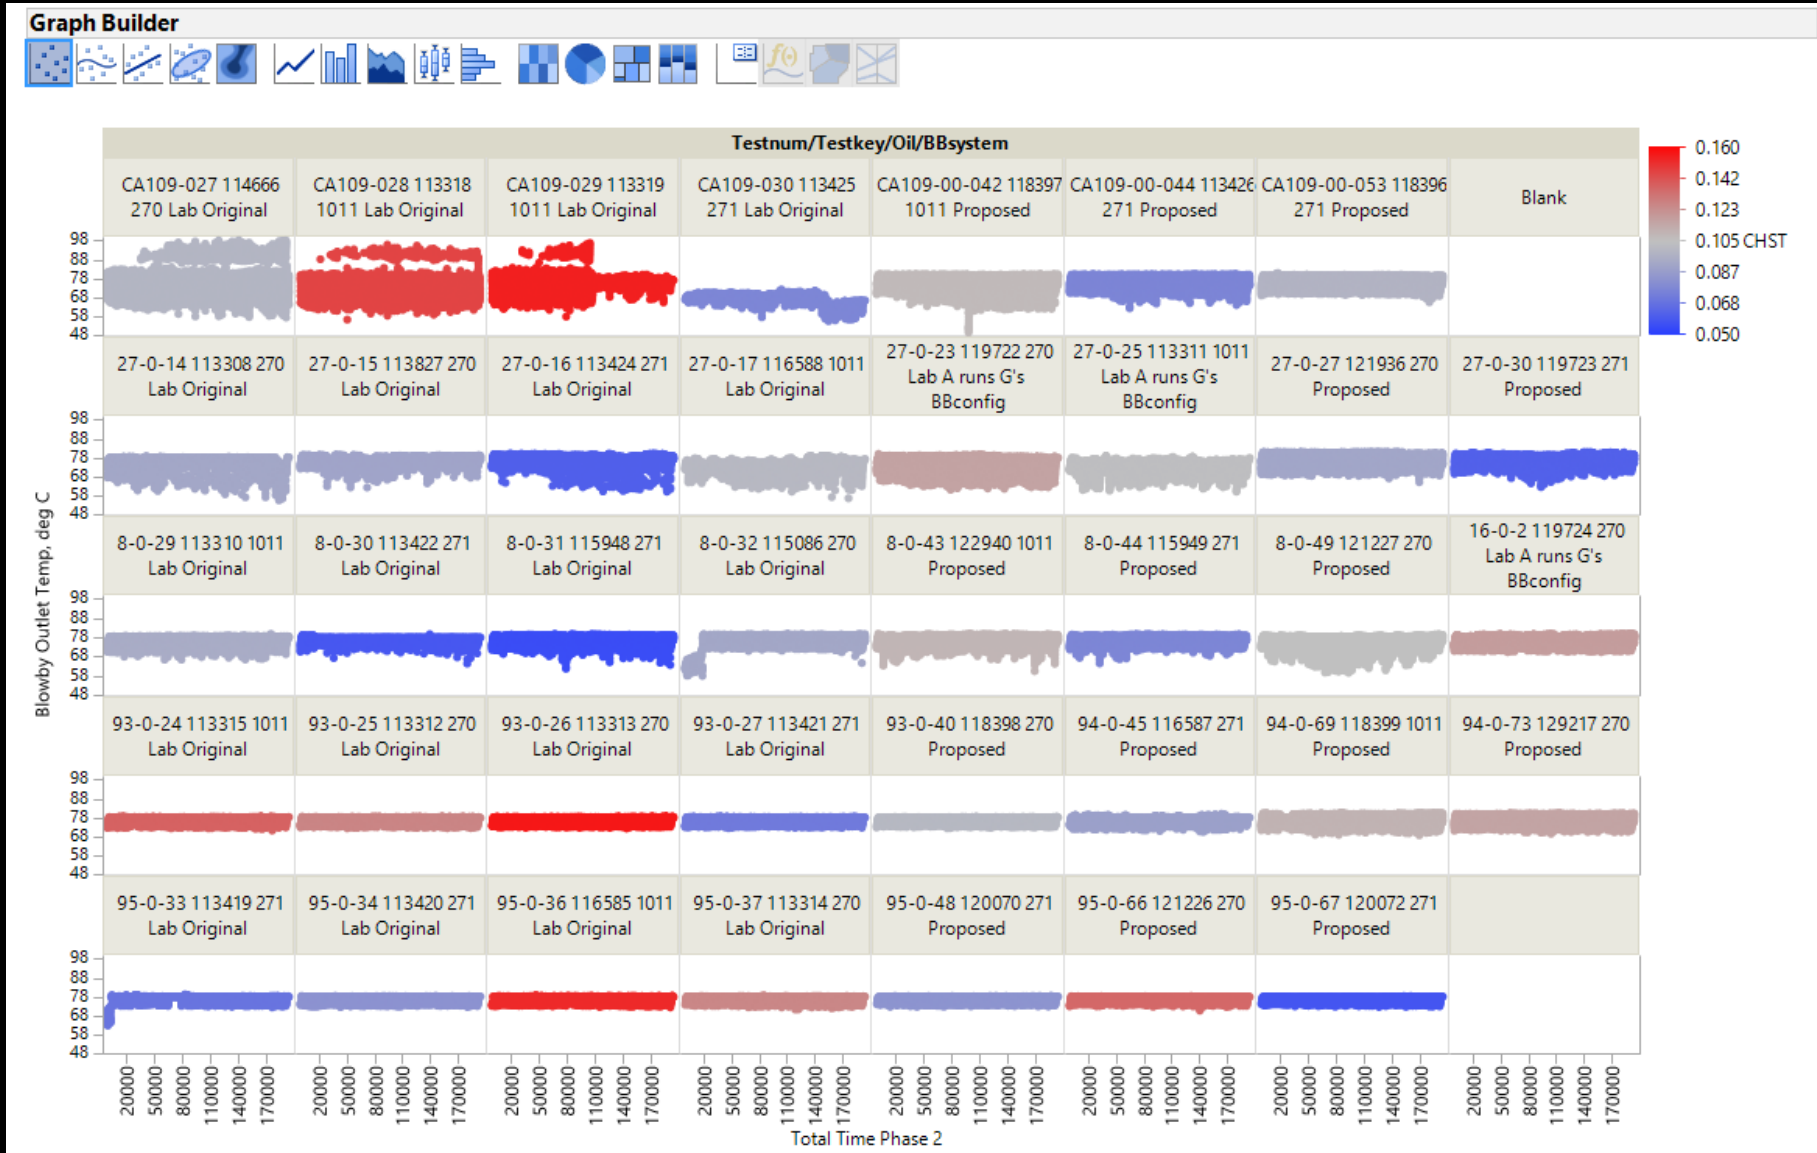 Graph Builder
Testnum/Testkey/Oil/BBsystem
CA109-027 114666
270 Lab Original
CA109-028 113318
1011 Lab Original
CA109-029 113319
1011 Lab Original
CA109-030 113425
271 Lab Original
CA109-00-042 118397
1011 Proposed
CA109-00-044 113426
271 Proposed
CA109-00-053 118396
271 Proposed
Blank
0.160
0.142
0.123
0.105 CHST
0.087
0.068
0.050
98
88
78
68
58
48
27-0-14 113308 270
Lab Original
27-0-15 113827 270
Lab Original
27-0-16 113424 271
Lab Original
27-0-17 116588 1011
Lab Original
27-0-23 119722 270
Lab A runs G's
BBconfig
27-0-25 113311 1011
Lab A runs G's
BBconfig
27-0-27 121936 270
Proposed
27-0-30 119723 271
Proposed
98
88
78
68
58
48
8-0-29 113310 1011
Lab Original
8-0-30 113422 271
Lab Original
8-0-31 115948 271
Lab Original
8-0-32 115086 270
Lab Original
8-0-43 122940 1011
Proposed
8-0-44 115949 271
Proposed
8-0-49 121227 270
Proposed
16-0-2 119724 270
Lab A runs G's
BBconfig
98
88
78
68
58
48
Blowby Outlet Temp, deg C
93-0-24 113315 1011
Lab Original
93-0-25 113312 270
Lab Original
93-0-26 113313 270
Lab Original
93-0-27 113421 271
Lab Original
93-0-40 118398 270
Proposed
94-0-45 116587 271
Proposed
94-0-69 118399 1011
Proposed
94-0-73 129217 270
Proposed
98
88
78
68
58
48
95-0-33 113419 271
Lab Original
95-0-34 113420 271
Lab Original
95-0-36 116585 1011
Lab Original
95-0-37 113314 270
Lab Original
95-0-48 120070 271
Proposed
95-0-66 121226 270
Proposed
95-0-67 120072 271
Proposed
98
88
78
68
58
48
20000 50000 80000 110000 140000 170000
20000 50000 80000 110000 140000 170000
20000 50000 80000 110000 140000 170000
20000 50000 80000 110000 140000 170000
20000 50000 80000 110000 140000 170000
20000 50000 80000 110000 140000 170000
20000 50000 80000 110000 140000 170000
20000 50000 80000 110000 140000 170000
Total Time Phase 2